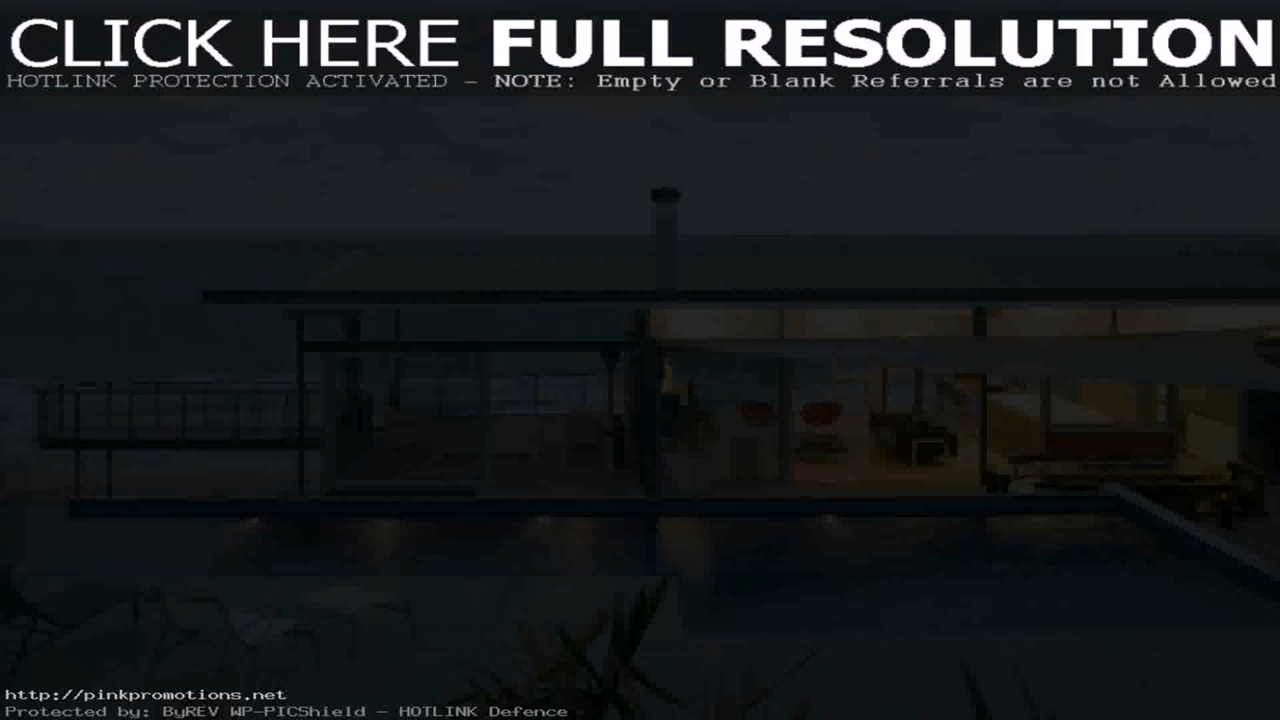 CLICK HERE FULL RESOLUTION
HOTLINK PROTECTION ACTIVATED - NOTE: Empty or Blank Referrals are not Allowed
http://pinkpromotions.net
Protected by: ByREV WP-PICShield - HOTLINK Defence